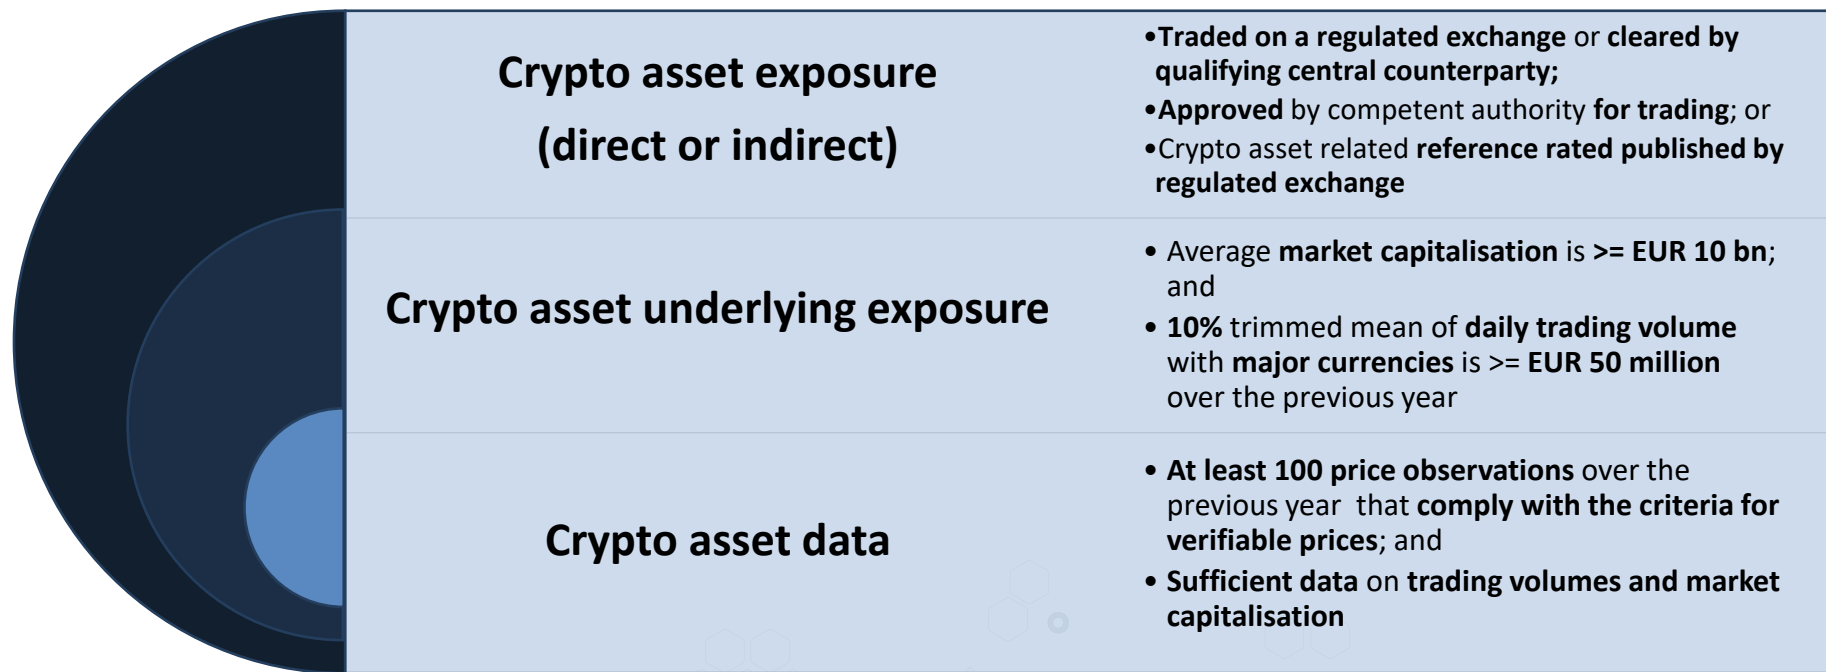 Crypto asset exposure
(direct or indirect)
•Traded on a regulated exchange or cleared by
qualifying central counterparty;
•Approved by competent authority for trading; or
•Crypto asset related reference rated published by
regulated exchange
Crypto asset underlying exposure
• Average market capitalisation is >= EUR 10 bn;
and
• 10% trimmed mean of daily trading volume
with major currencies is >= EUR 50 million
over the previous year
Crypto asset data
• At least 100 price observations over the
previous year that comply with the criteria for
verifiable prices; and
• Sufficient data on trading volumes and market
capitalisation